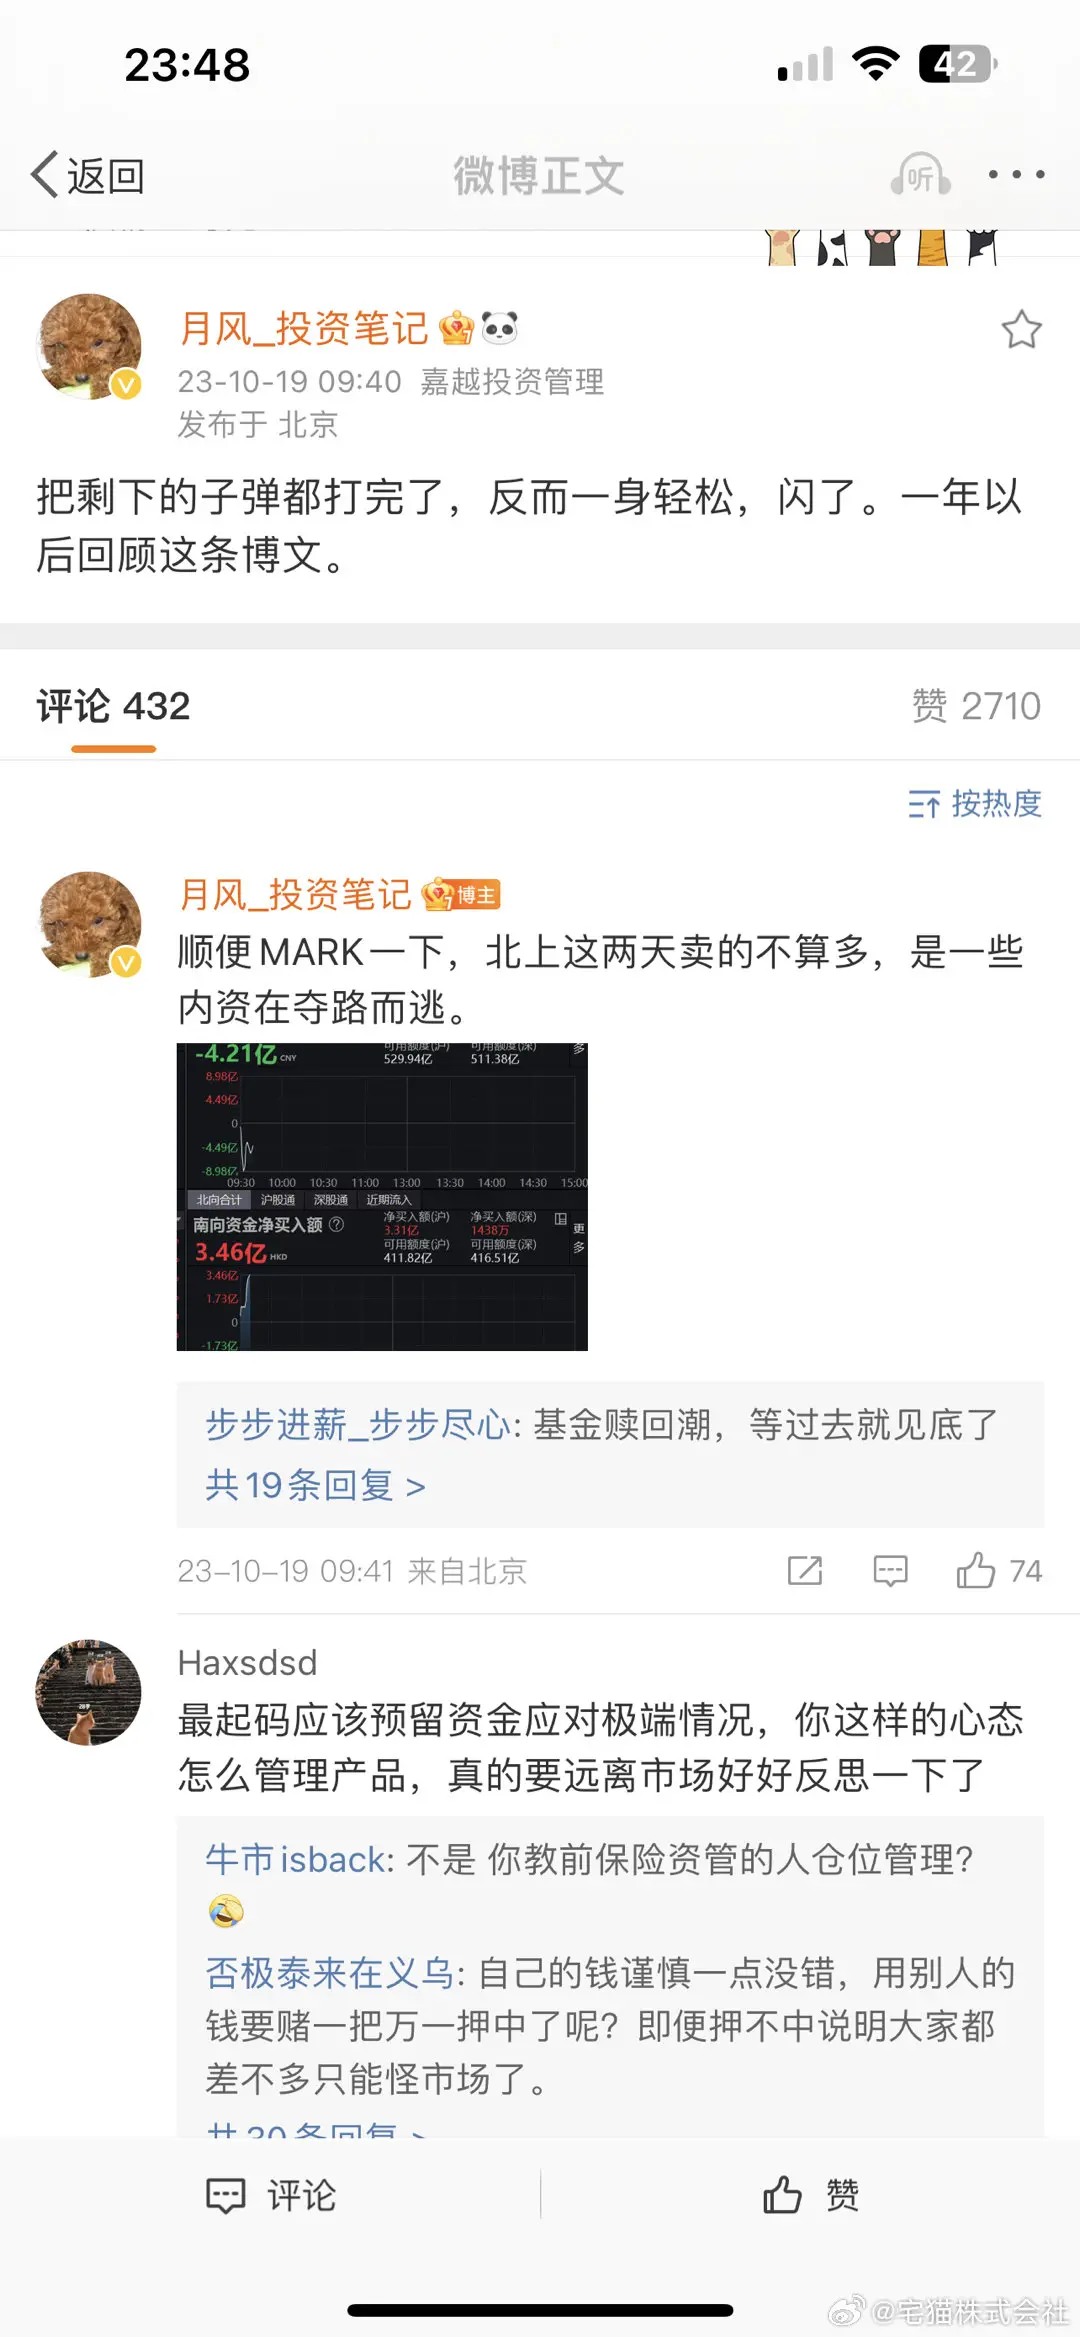 23:48
42
返回
微博正文
听
月风_投资笔记
23-10-19 09:40 嘉越投资管理
发布于 北京
把剩下的子弹都打完了，反而一身轻松，闪了。一年以
后回顾这条博文。
评论 432
赞 2710
按热度
月风_投资笔记 博主
顺便MARK一下，北上这两天卖的不算多，是一些
内资在夺路而逃。
-4.21亿 CNY
可用额度(沪) 可用额度(深) 多
529.94亿 511.38亿
8.98亿
4.49亿
0
-4.49亿
-8.98亿
09:30 10:00 10:30 11:00 13:00 13:30 14:00 14:30 15:00
北向合计 沪股通 深股通 近期流入
南向资金净买入额
净买入额(沪) 净买入额(深)
3.31亿 1438万
更多
3.46亿 HKD
可用额度(沪) 可用额度(深)
411.82亿 416.51亿
3.46亿
1.73亿
0
-1.73亿
步步进薪_步步尽心: 基金赎回潮，等过去就见底了
共19条回复 >
23-10-19 09:41 来自北京
74
Haxsdsd
最起码应该预留资金应对极端情况，你这样的心态
怎么管理产品，真的要远离市场好好反思一下了
牛市isback: 不是 你教前保险资管的人仓位管理?
否极泰来在义乌: 自己的钱谨慎一点没错，用别人的
钱要赌一把万一押中了呢？即便押不中说明大家都
差不多只能怪市场了。
共30条回复 >
评论
赞
@宅猫株式会社